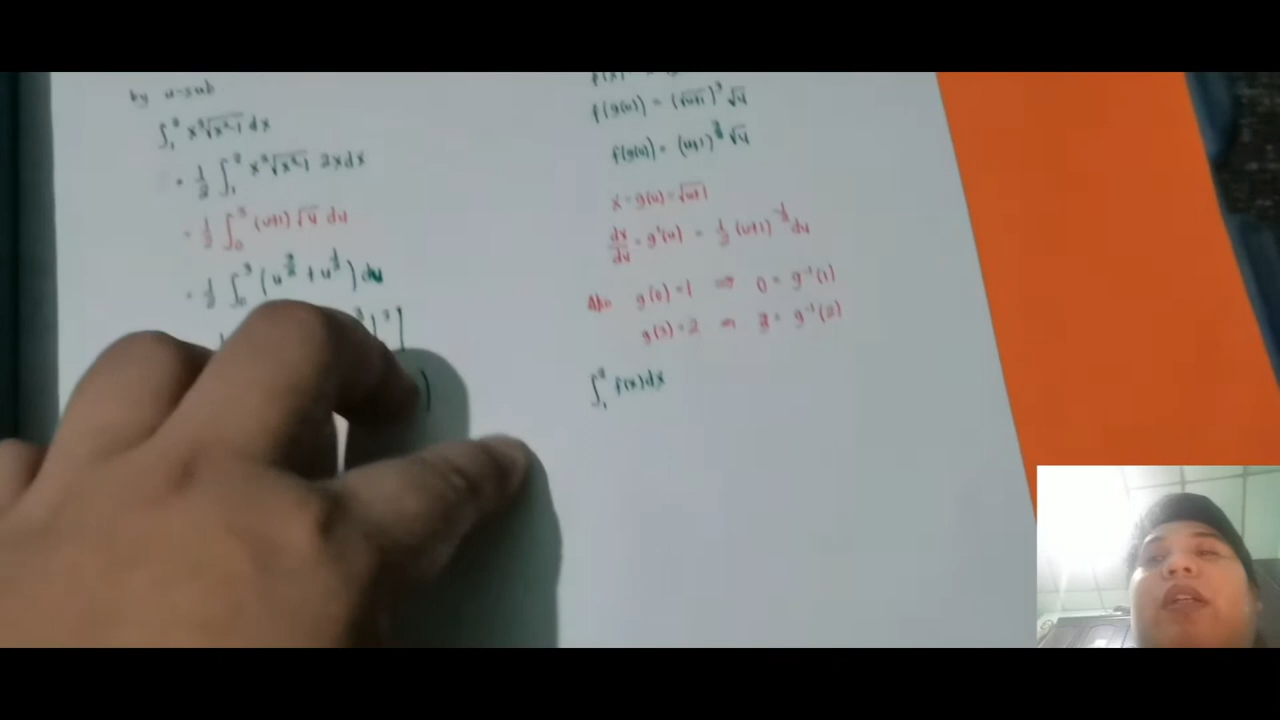 by u-sub
∫₁² x³√x²-1 dx
= 1/2 ∫₁² x²√x²-1 2xdx
= 1/2 ∫₀³ (u+1) √u du
= 1/2 ∫₀³ (u^3/2 + u^1/2) du
f(g(u)) = (√u+1)³ √u
f(g(u)) = (u+1)^3/2 √u
x = g(u) = √u+1
dx/du = g'(u) = 1/2 (u+1)^-1/2 du
Also g(0) = 1 ⇒ 0 = g⁻¹(1)
g(3) = 2 ⇒ 3 = g⁻¹(2)
∫₁² f(x)dx